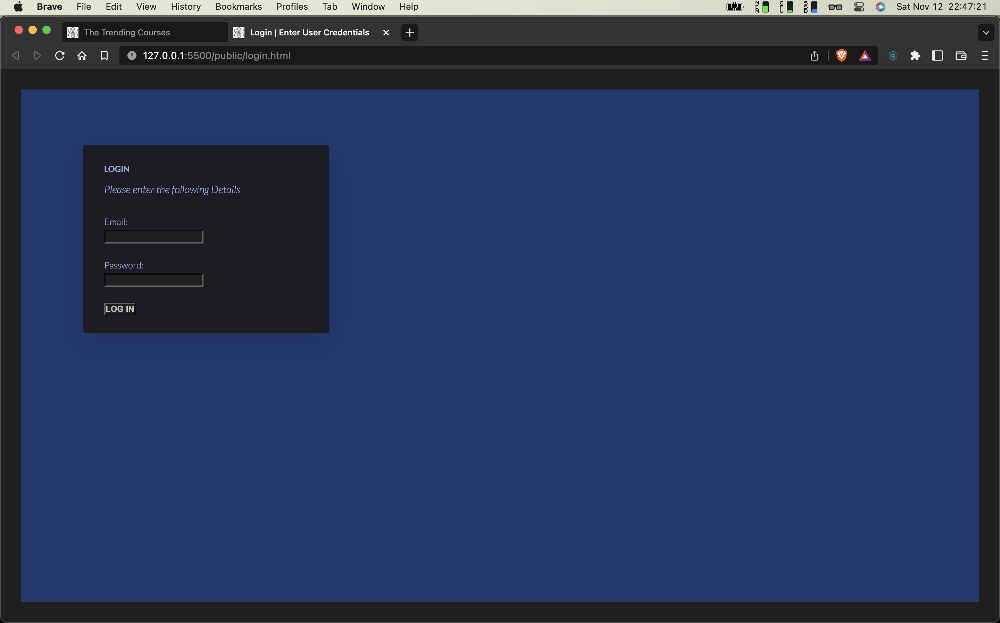 Brave File Edit View History Bookmarks Profiles Tab Window Help MEM CPU SSD Sat Nov 12 22:47:21
The Trending Courses Login | Enter User Credentials
127.0.0.1:5500/public/login.html
LOGIN
Please enter the following Details
Email:
Password:
LOG IN